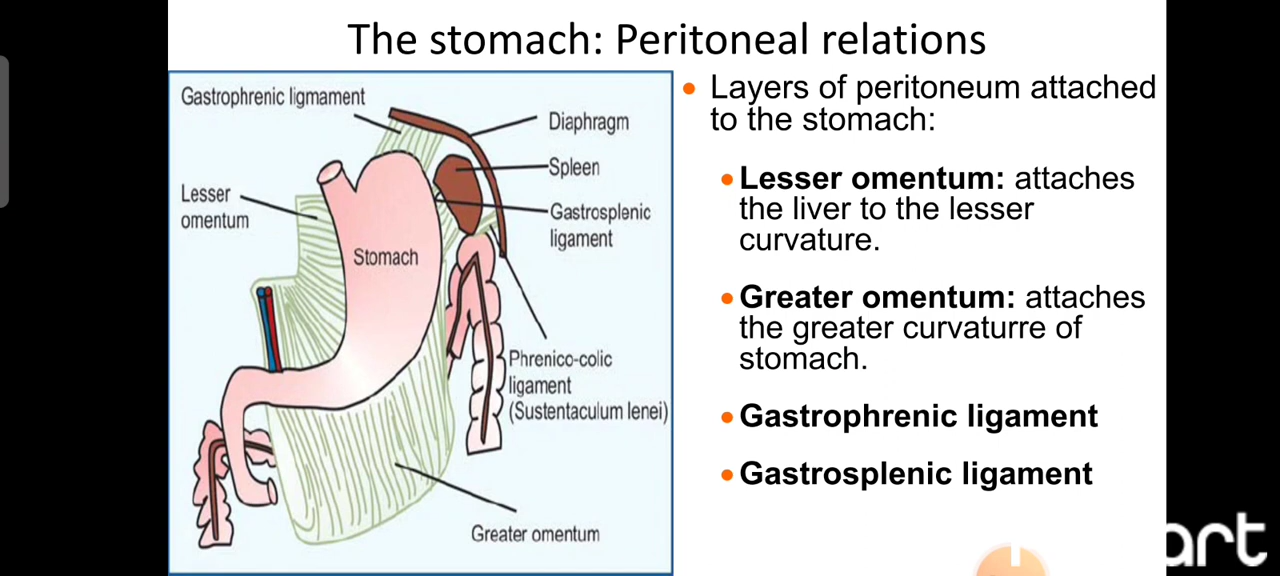 The stomach: Peritoneal relations
Gastrophrenic ligmament
Diaphragm
Spleen
Lesser
omentum
Gastrosplenic
ligament
Stomach
Phrenico-colic
ligament
(Sustentaculum lenei)
Greater omentum
• Layers of peritoneum attached
to the stomach:
• Lesser omentum: attaches
the liver to the lesser
curvature.
• Greater omentum: attaches
the greater curvaturre of
stomach.
• Gastrophrenic ligament
• Gastrosplenic ligament
art